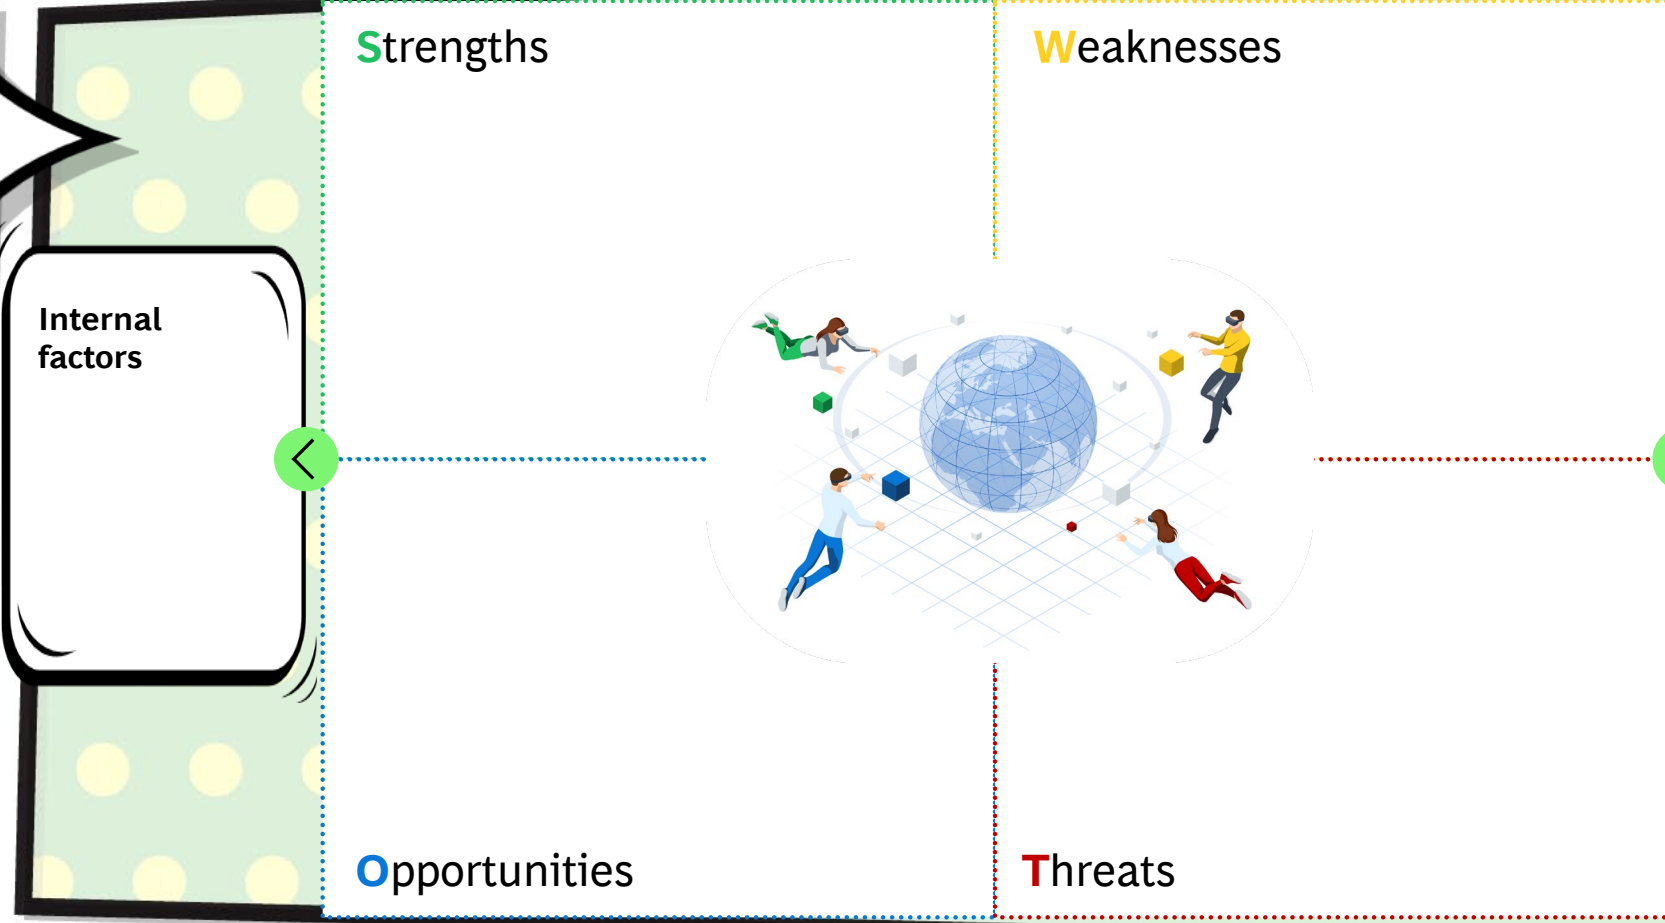 Strengths
Weaknesses
Internal
factors
Opportunities
Threats